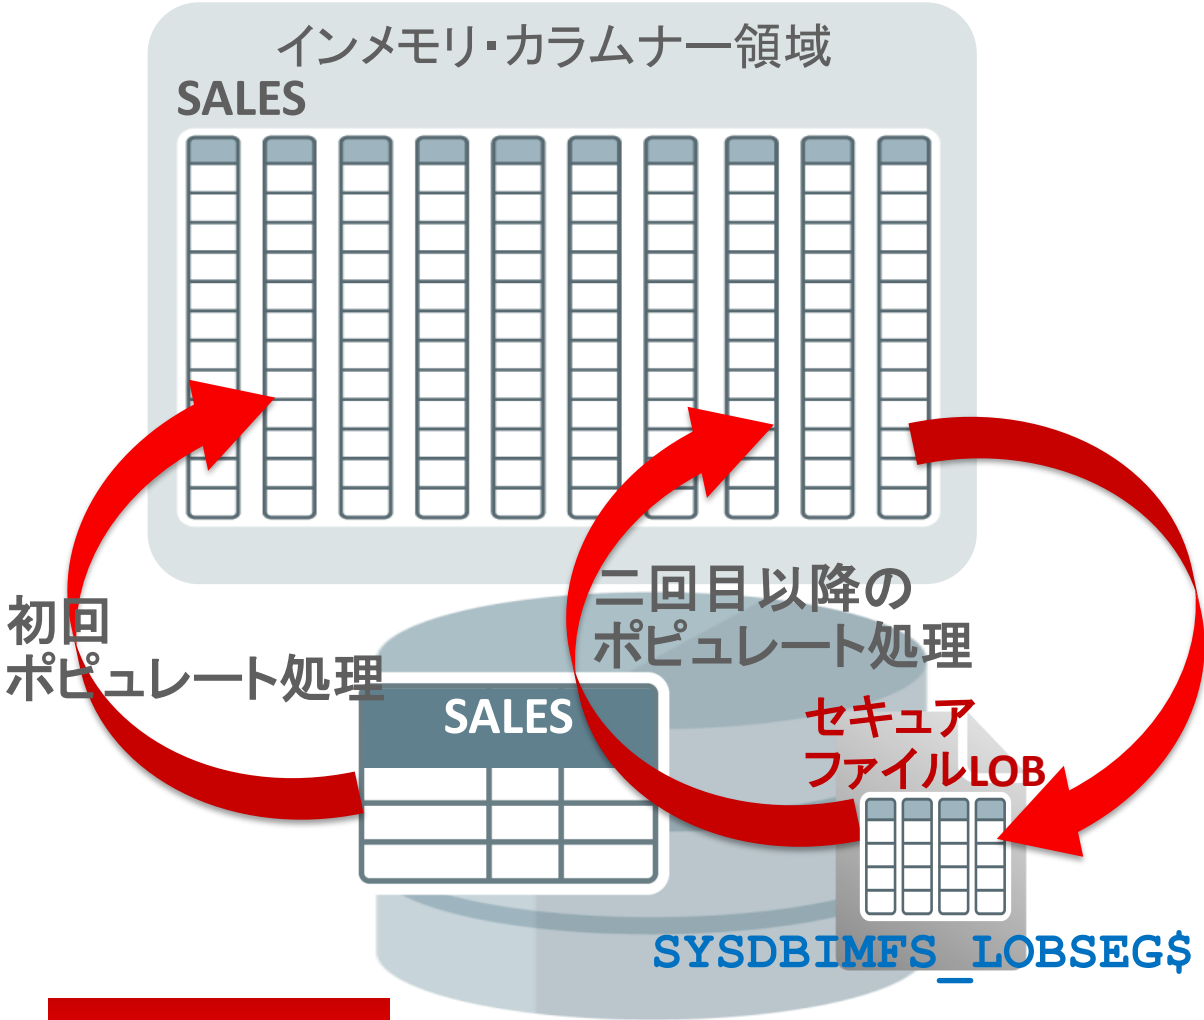 インメモリ・カラムナー領域
SALES
初回
ポピュレート処理
二回目以降の
ポピュレート処理
SALES
セキュア
ファイルLOB
SYSDBIMFS_LOBSEG$